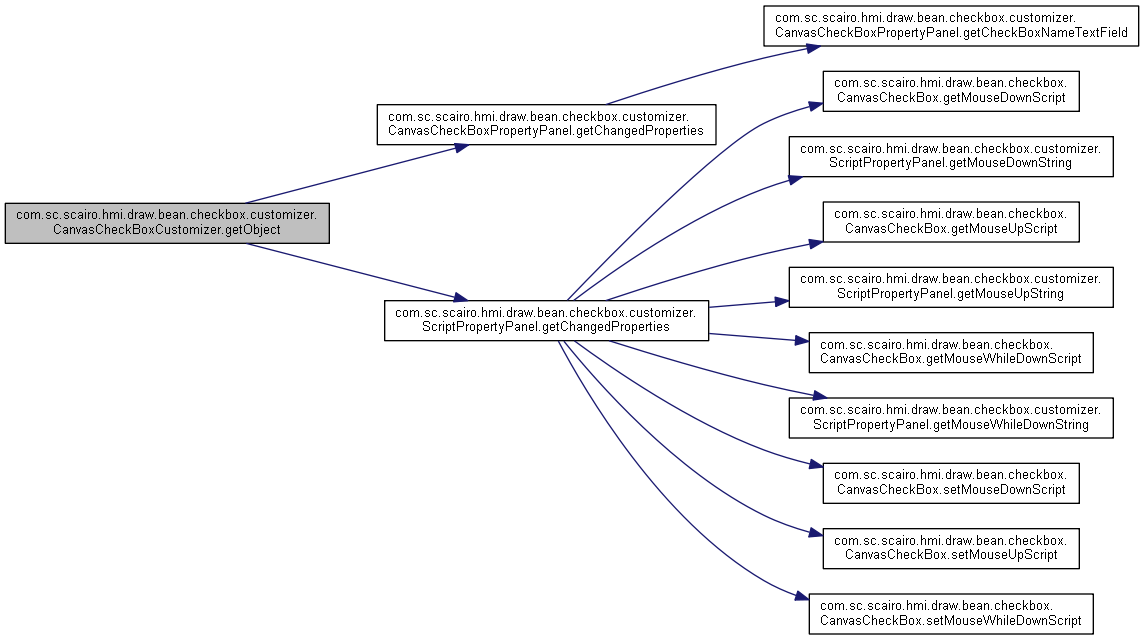 com.sc.scairo.hmi.draw.bean.checkbox.customizer.
CanvasCheckBoxPropertyPanel.getCheckBoxNameTextField
com.sc.scairo.hmi.draw.bean.checkbox.
CanvasCheckBox.getMouseDownScript
com.sc.scairo.hmi.draw.bean.checkbox.customizer.
CanvasCheckBoxPropertyPanel.getChangedProperties
com.sc.scairo.hmi.draw.bean.checkbox.customizer.
ScriptPropertyPanel.getMouseDownString
com.sc.scairo.hmi.draw.bean.checkbox.customizer.
CanvasCheckBoxCustomizer.getObject
com.sc.scairo.hmi.draw.bean.checkbox.
CanvasCheckBox.getMouseUpScript
com.sc.scairo.hmi.draw.bean.checkbox.customizer.
ScriptPropertyPanel.getMouseUpString
com.sc.scairo.hmi.draw.bean.checkbox.customizer.
ScriptPropertyPanel.getChangedProperties
com.sc.scairo.hmi.draw.bean.checkbox.
CanvasCheckBox.getMouseWhileDownScript
com.sc.scairo.hmi.draw.bean.checkbox.customizer.
ScriptPropertyPanel.getMouseWhileDownString
com.sc.scairo.hmi.draw.bean.checkbox.
CanvasCheckBox.setMouseDownScript
com.sc.scairo.hmi.draw.bean.checkbox.
CanvasCheckBox.setMouseUpScript
com.sc.scairo.hmi.draw.bean.checkbox.
CanvasCheckBox.setMouseWhileDownScript